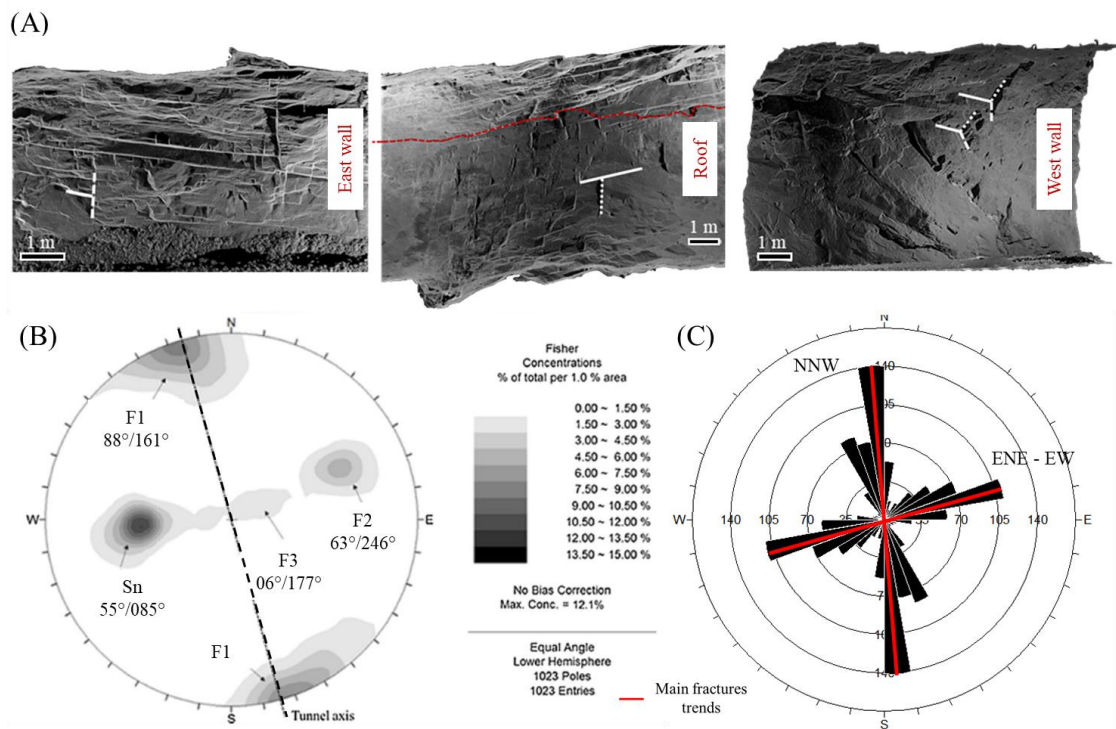 (A)
East wall
1 m
Roof
1 m
West wall
1 m
(B)
N
F1
88°/161°
W
E
F2
63°/246°
F3
06°/177°
Sn
55°/085°
F1
S
Tunnel axis
Fisher
Concentrations
% of total per 1.0 % area
0.00 ~ 1.50 %
1.50 ~ 3.00 %
3.00 ~ 4.50 %
4.50 ~ 6.00 %
6.00 ~ 7.50 %
7.50 ~ 9.00 %
9.00 ~ 10.50 %
10.50 ~ 12.00 %
12.00 ~ 13.50 %
13.50 ~ 15.00 %
No Bias Correction
Max. Conc. = 12.1%
Equal Angle
Lower Hemisphere
1023 Poles
1023 Entries
Main fractures
trends
(C)
N
NNW
140
ENE - EW
W
140
105
70
70
105
140
E
S